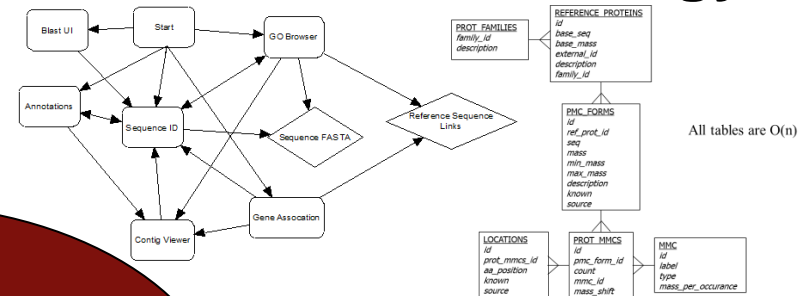 Blast UI
Start
GO Browser
Annotations
Sequence ID
Sequence FASTA
Reference Sequence
Links
Gene Assocation
Contig Viewer
PROT_FAMILIES
family_id
description
REFERENCE PROTEINS
id
base_seq
base_mass
external_id
description
family_id
PMC_FORMS
id
ref_prot_id
seq
mass
min_mass
max_mass
description
known
source
All tables are O(n)
LOCATIONS
id
prot_mmcs_id
aa_position
known
source
PROT_MMCS
id
pmc_form_id
count
mmc_id
mass_shift
MMC
id
label
type
mass_per_occurance